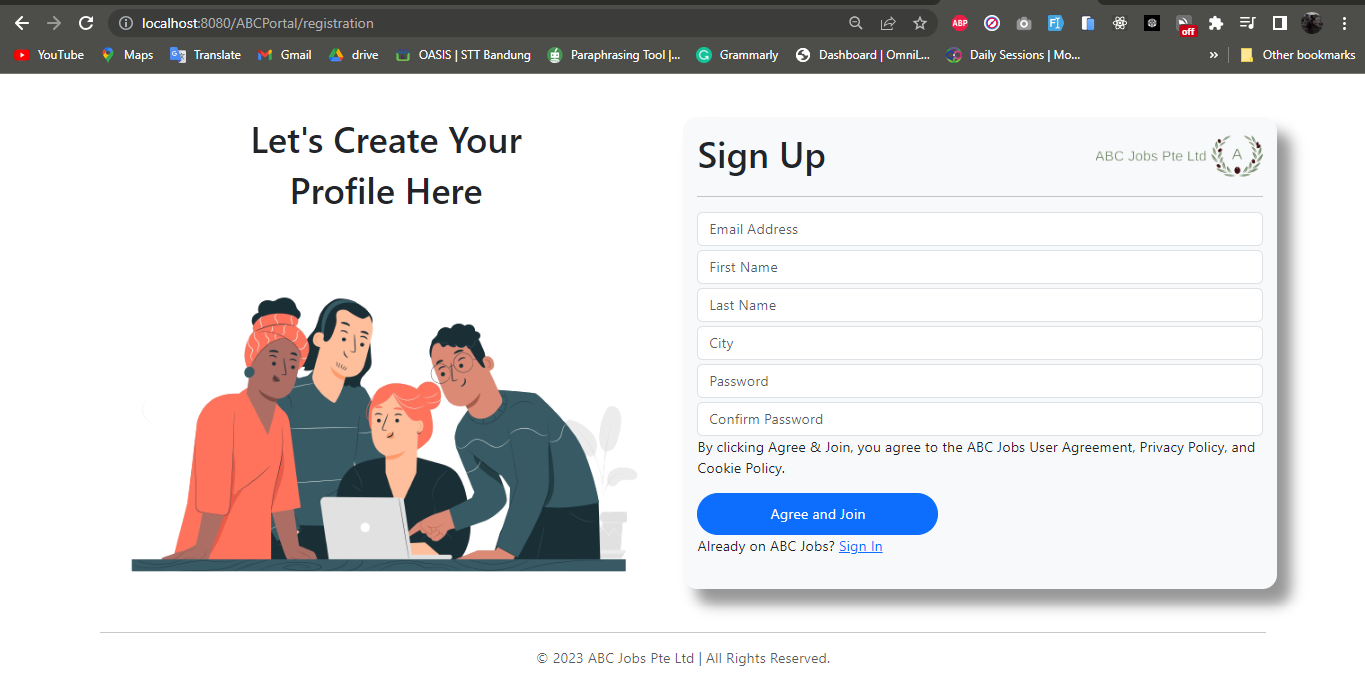 localhost:8080/ABCPortal/registration
ABP
off
YouTube Maps Translate Gmail drive OASIS | STT Bandung Paraphrasing Tool |... Grammarly Dashboard | OmniL... Daily Sessions | Mo... » Other bookmarks
Let's Create Your
Profile Here
Sign Up
ABC Jobs Pte Ltd A
Email Address
First Name
Last Name
City
Password
Confirm Password
By clicking Agree & Join, you agree to the ABC Jobs User Agreement, Privacy Policy, and
Cookie Policy.
Agree and Join
Already on ABC Jobs? Sign In
© 2023 ABC Jobs Pte Ltd | All Rights Reserved.